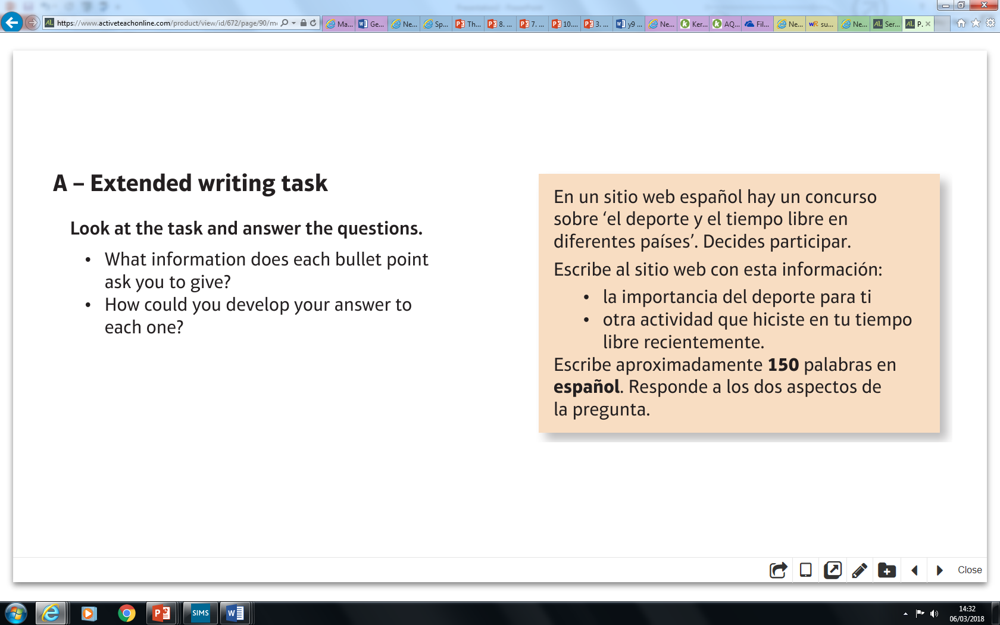 https://www.activeteachonline.com/product/view/id/672/page/90/m
Ma...
Ge...
Ne...
Sp...
Th...
8. ...
7. ...
10....
3. ...
y9 ...
Ne...
Ker...
AQ...
Fil...
Ne...
su...
Ne...
Ser...
P.
A – Extended writing task
Look at the task and answer the questions.
• What information does each bullet point
ask you to give?
• How could you develop your answer to
each one?
En un sitio web español hay un concurso
sobre ‘el deporte y el tiempo libre en
diferentes países’. Decides participar.
Escribe al sitio web con esta información:
• la importancia del deporte para ti
• otra actividad que hiciste en tu tiempo
libre recientemente.
Escribe aproximadamente 150 palabras en
español. Responde a los dos aspectos de
la pregunta.
Close
SIMS
14:32
06/03/2018